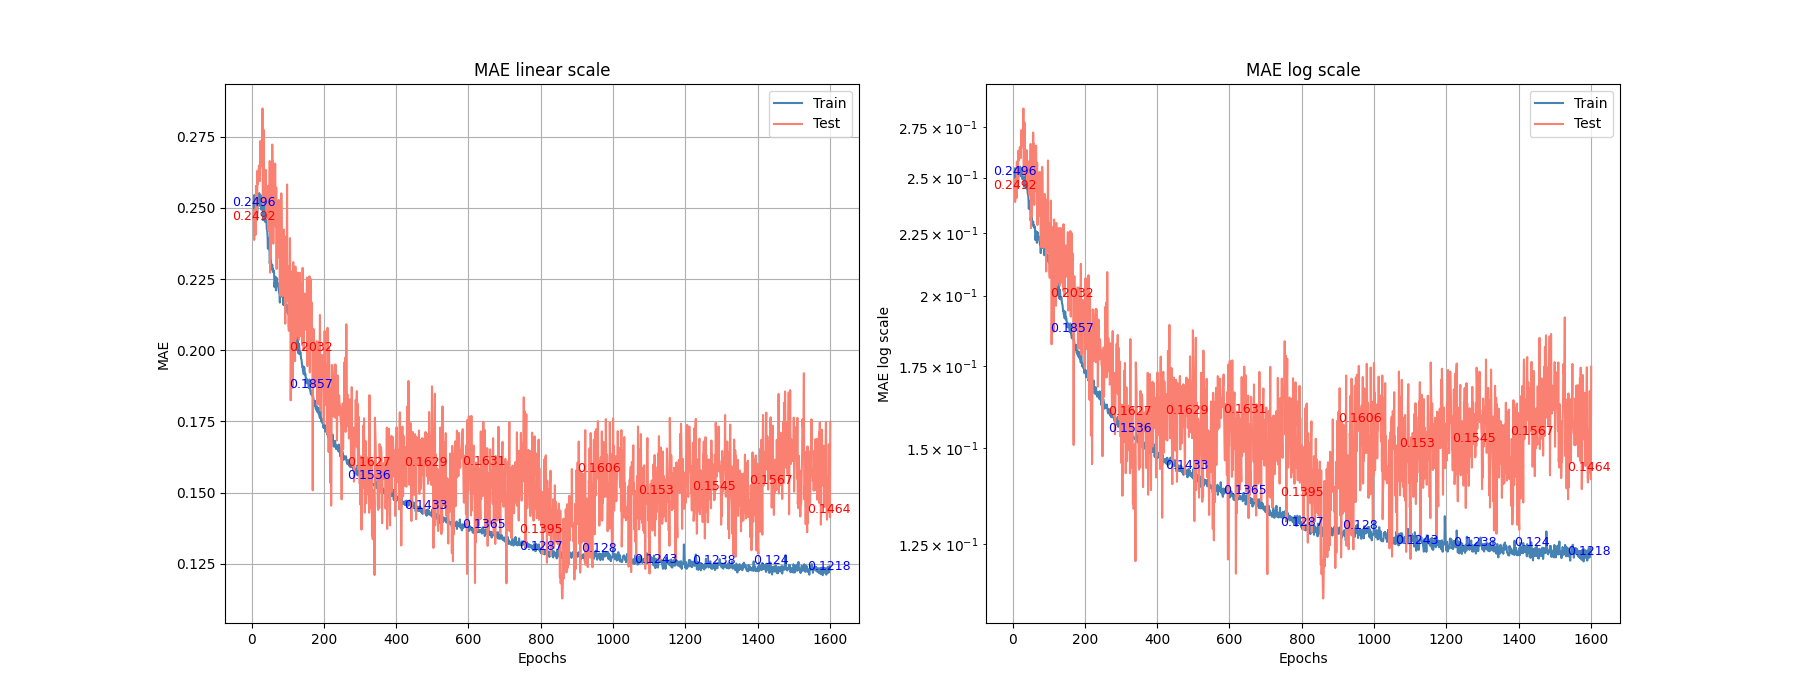 MAE linear scale
Train
Test
0.275
0.250
0.225
0.200
0.175
0.150
0.125
MAE
0.2496
0.2492
0.2032
0.1857
0.1627
0.1536
0.1629
0.1433
0.1631
0.1365
0.1395
0.1287
0.1606
0.128
0.153
0.1243
0.1545
0.1238
0.1567
0.124
0.1464
0.1218
0 200 400 600 800 1000 1200 1400 1600
Epochs
MAE log scale
Train
Test
2.75 × 10⁻¹
2.5 × 10⁻¹
2.25 × 10⁻¹
2 × 10⁻¹
1.75 × 10⁻¹
1.5 × 10⁻¹
1.25 × 10⁻¹
MAE log scale
0.2496
0.2492
0.2032
0.1857
0.1627
0.1536
0.1629
0.1433
0.1631
0.1365
0.1395
0.1287
0.1606
0.128
0.153
0.1243
0.1545
0.1238
0.1567
0.124
0.1464
0.1218
0 200 400 600 800 1000 1200 1400 1600
Epochs